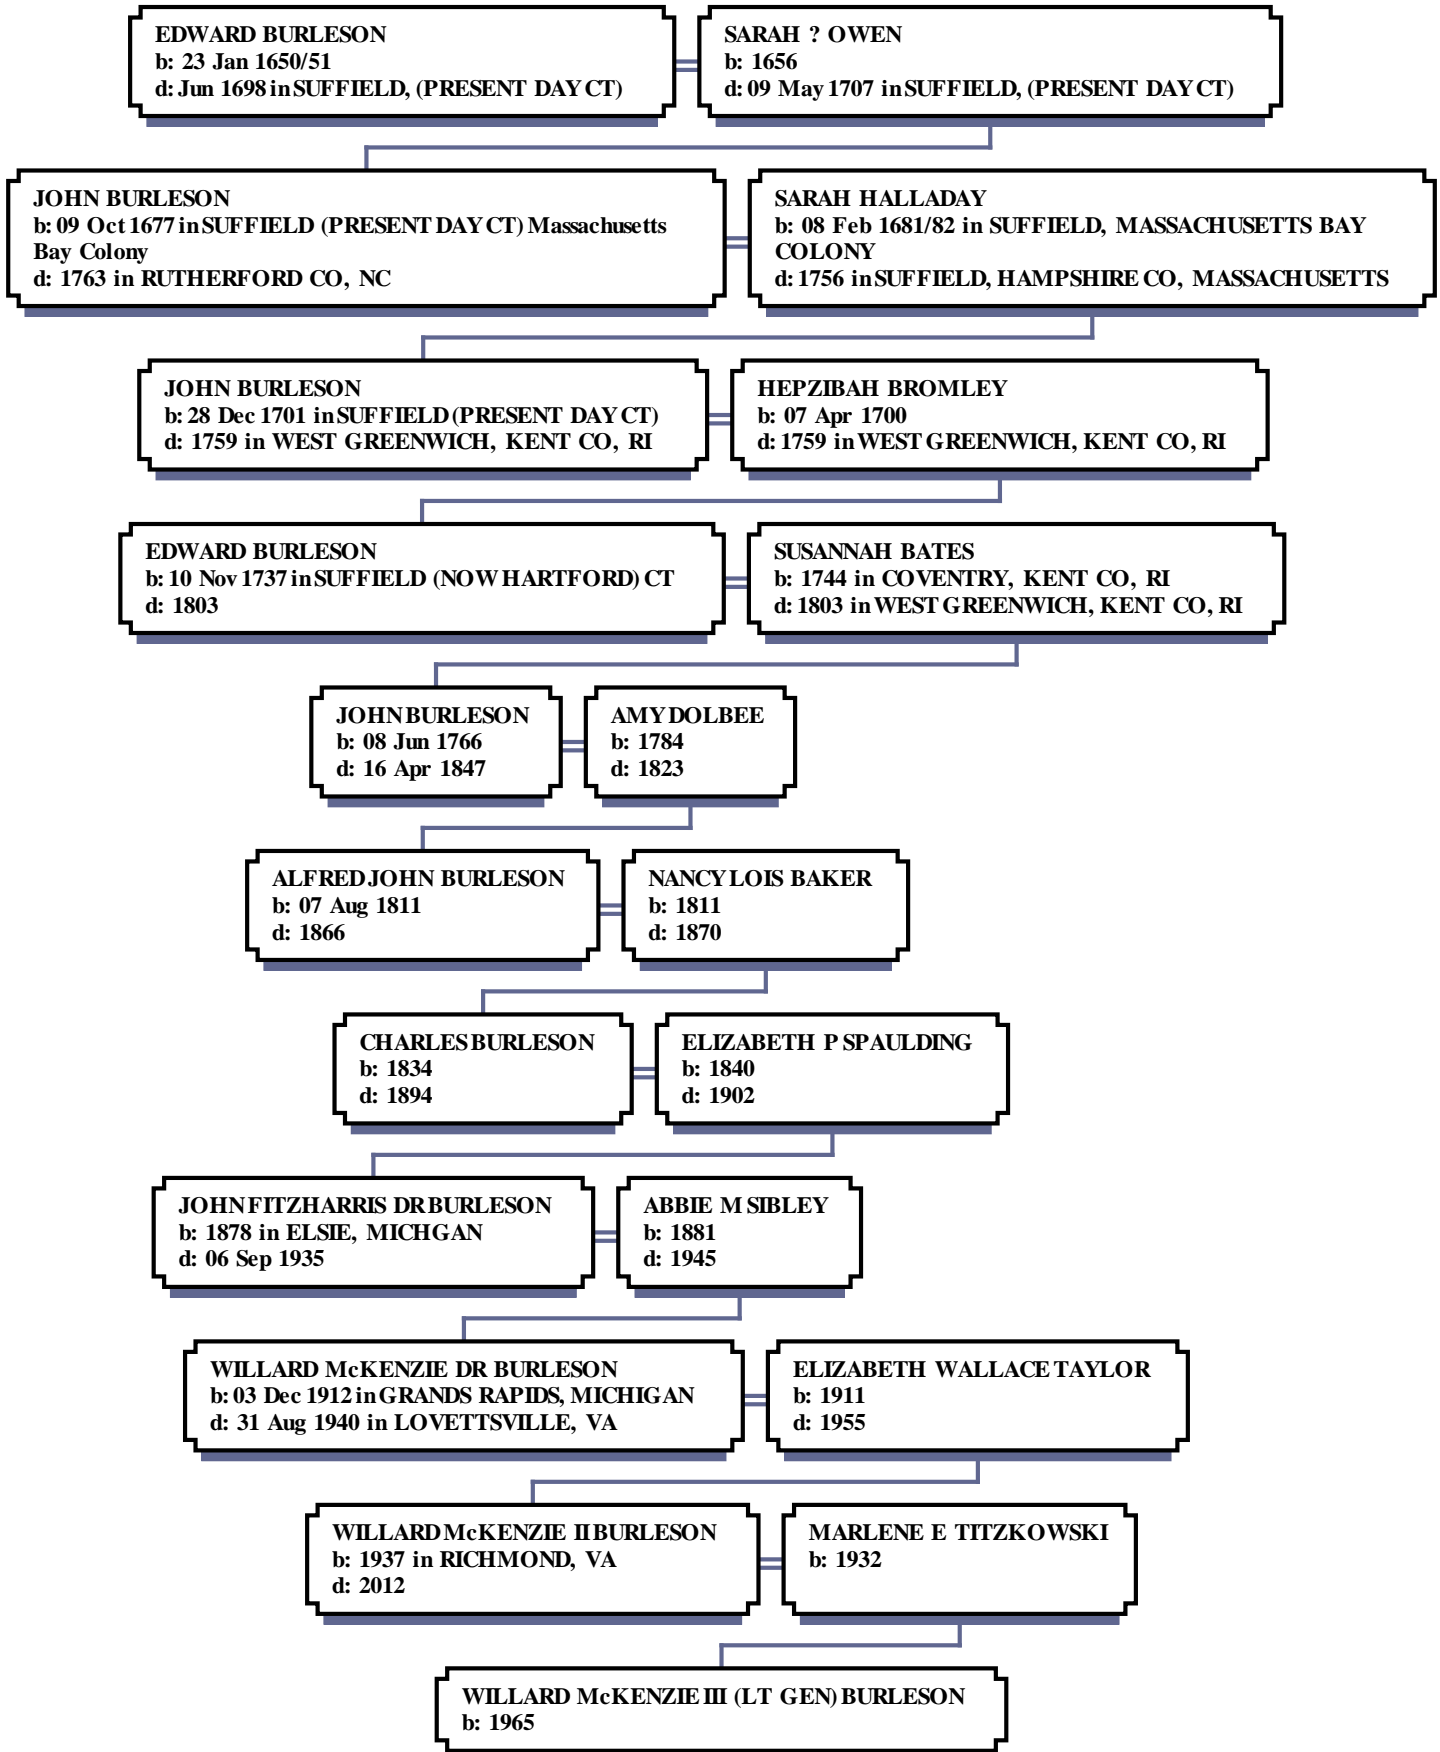 EDWARD BURLESON
b: 23 Jan 1650/51
d: Jun 1698 in SUFFIELD, (PRESENT DAY CT)
SARAH ? OWEN
b: 1656
d: 09 May 1707 in SUFFIELD, (PRESENT DAY CT)
JOHN BURLESON
b: 09 Oct 1677 in SUFFIELD (PRESENT DAY CT) Massachusetts
Bay Colony
d: 1763 in RUTHERFORD CO, NC
SARAH HALLADAY
b: 08 Feb 1681/82 in SUFFIELD, MASSACHUSETTS BAY
COLONY
d: 1756 in SUFFIELD, HAMPSHIRE CO, MASSACHUSETTS
JOHN BURLESON
b: 28 Dec 1701 in SUFFIELD (PRESENT DAY CT)
d: 1759 in WEST GREENWICH, KENT CO, RI
HEPZIBAH BROMLEY
b: 07 Apr 1700
d: 1759 in WEST GREENWICH, KENT CO, RI
EDWARD BURLESON
b: 10 Nov 1737 in SUFFIELD (NOW HARTFORD) CT
d: 1803
SUSANNAH BATES
b: 1744 in COVENTRY, KENT CO, RI
d: 1803 in WEST GREENWICH, KENT CO, RI
JOHN BURLESON
b: 08 Jun 1766
d: 16 Apr 1847
AMY DOLBEE
b: 1784
d: 1823
ALFRED JOHN BURLESON
b: 07 Aug 1811
d: 1866
NANCY LOIS BAKER
b: 1811
d: 1870
CHARLES BURLESON
b: 1834
d: 1894
ELIZABETH P SPAULDING
b: 1840
d: 1902
JOHN FITZHARRIS DR BURLESON
b: 1878 in ELSIE, MICHGAN
d: 06 Sep 1935
ABBIE M SIBLEY
b: 1881
d: 1945
WILLARD McKENZIE DR BURLESON
b: 03 Dec 1912 in GRANDS RAPIDS, MICHIGAN
d: 31 Aug 1940 in LOVETTSVILLE, VA
ELIZABETH WALLACE TAYLOR
b: 1911
d: 1955
WILLARD McKENZIE II BURLESON
b: 1937 in RICHMOND, VA
d: 2012
MARLENE E TITZKOWSKI
b: 1932
WILLARD McKENZIE III (LT GEN) BURLESON
b: 1965